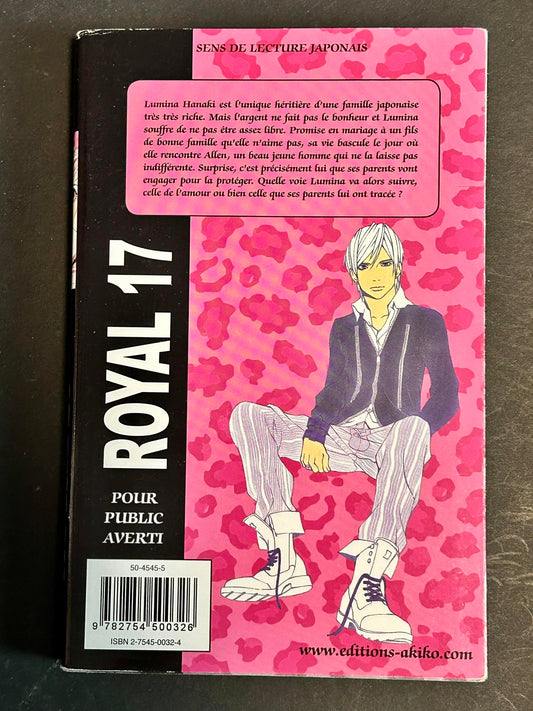 SENS DE LECTURE JAPONAIS
Lumina Hanaki est l'unique héritière d'une famille japonaise
très très riche. Mais l'argent ne fait pas le bonheur et Lumina
souffre de ne pas être assez libre. Promise en mariage à un fils
de bonne famille qu'elle n'aime pas, sa vie bascule le jour où
elle rencontre Allen, un beau jeune homme qui ne la laisse pas
indifférente. Surprise, c'est précisément lui que ses parents vont
engager pour la protéger. Quelle voie Lumina va alors suivre,
celle de l'amour ou bien celle que ses parents lui ont tracée ?
ROYAL 17
POUR
PUBLIC
AVERTI
50-4545-5
9 782754 500326
ISBN 2-7545-0032-4
www.editions-akiko.com